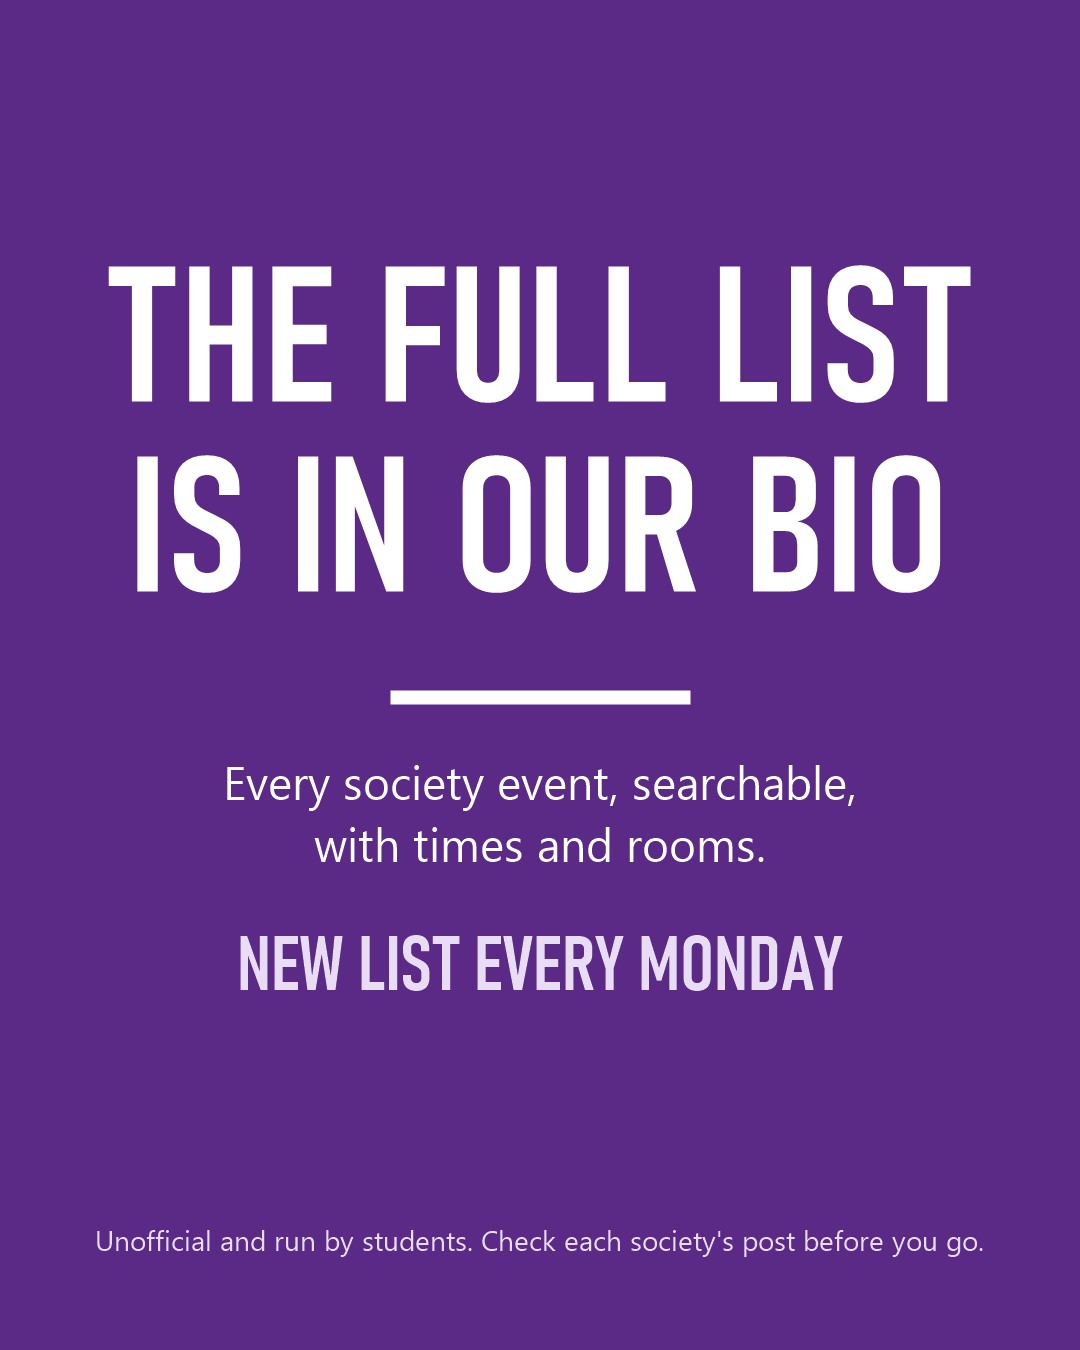 THE FULL LIST
IS IN OUR BIO
Every society event, searchable,
with times and rooms.
NEW LIST EVERY MONDAY
Unofficial and run by students. Check each society's post before you go.